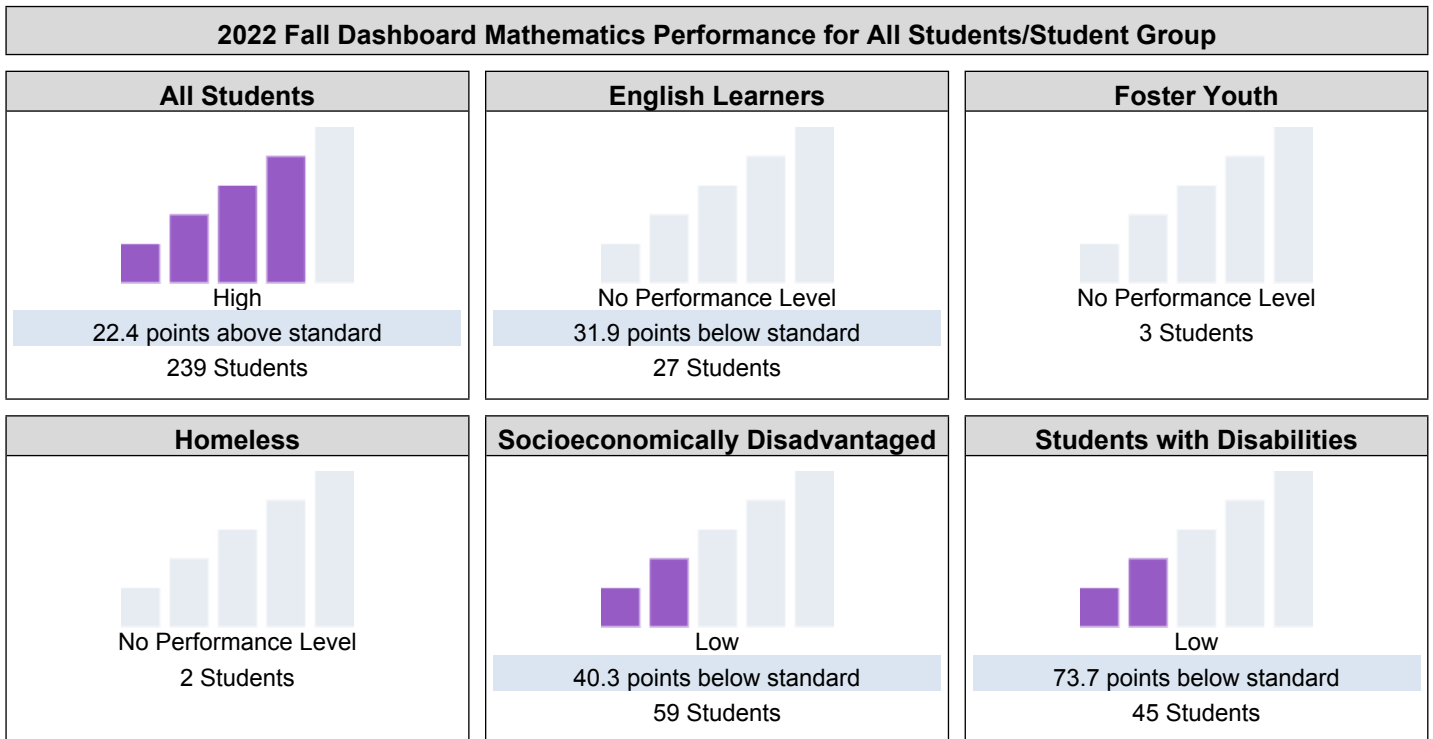 2022 Fall Dashboard Mathematics Performance for All Students/Student Group
All Students
High
22.4 points above standard
239 Students
English Learners
No Performance Level
31.9 points below standard
27 Students
Foster Youth
No Performance Level
3 Students
Homeless
No Performance Level
2 Students
Socioeconomically Disadvantaged
Low
40.3 points below standard
59 Students
Students with Disabilities
Low
73.7 points below standard
45 Students